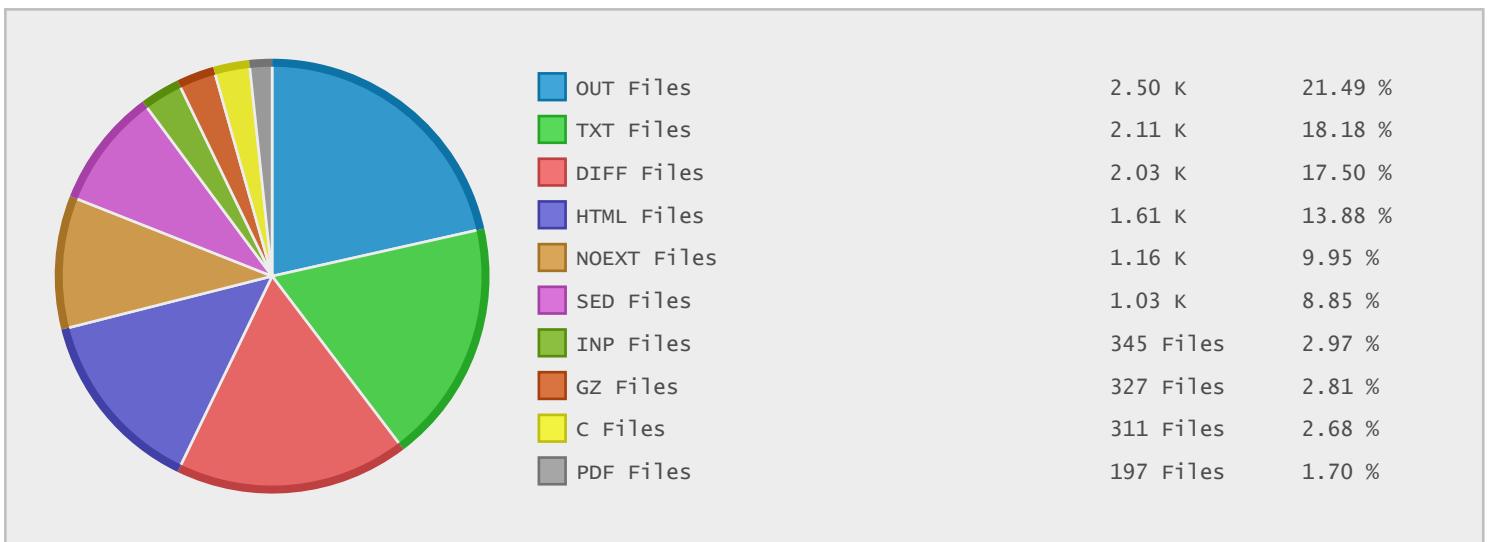 OUT Files 2.50 K 21.49 %
TXT Files 2.11 K 18.18 %
DIFF Files 2.03 K 17.50 %
HTML Files 1.61 K 13.88 %
NOEXT Files 1.16 K 9.95 %
SED Files 1.03 K 8.85 %
INP Files 345 Files 2.97 %
GZ Files 327 Files 2.81 %
C Files 311 Files 2.68 %
PDF Files 197 Files 1.70 %